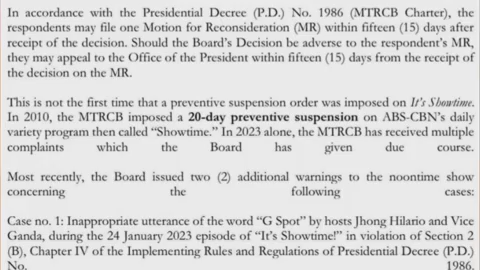 In accordance with the Presidential Decree (P.D.) No. 1986 (MTRCB Charter), the
respondents may file one Motion for Reconsideration (MR) within fifteen (15) days after
receipt of the decision. Should the Board's Decision be adverse to the respondent's MR,
they may appeal to the Office of the President within fifteen (15) days from the receipt of
the decision on the MR.
This is not the first time that a preventive suspension order was imposed on It's Showtime.
In 2010, the MTRCB imposed a 20-day preventive suspension on ABS-CBN's daily
variety program then called "Showtime." In 2023 alone, the MTRCB has received multiple
complaints which the Board has given due course.
Most recently, the Board issued two (2) additional warnings to the noontime show
concerning the following cases:
Case no. 1: Inappropriate utterance of the word "G Spot" by hosts Jhong Hilario and Vice
Ganda, during the 24 January 2023 episode of "It's Showtime!" in violation of Section 2
(B), Chapter IV of the Implementing Rules and Regulations of Presidential Decree (P.D.)
No. 1986.